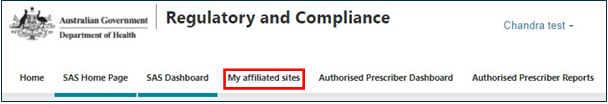 Australian Government
Department of Health
Regulatory and Compliance
Chandra test
Home SAS Home Page SAS Dashboard My affiliated sites Authorised Prescriber Dashboard Authorised Prescriber Reports